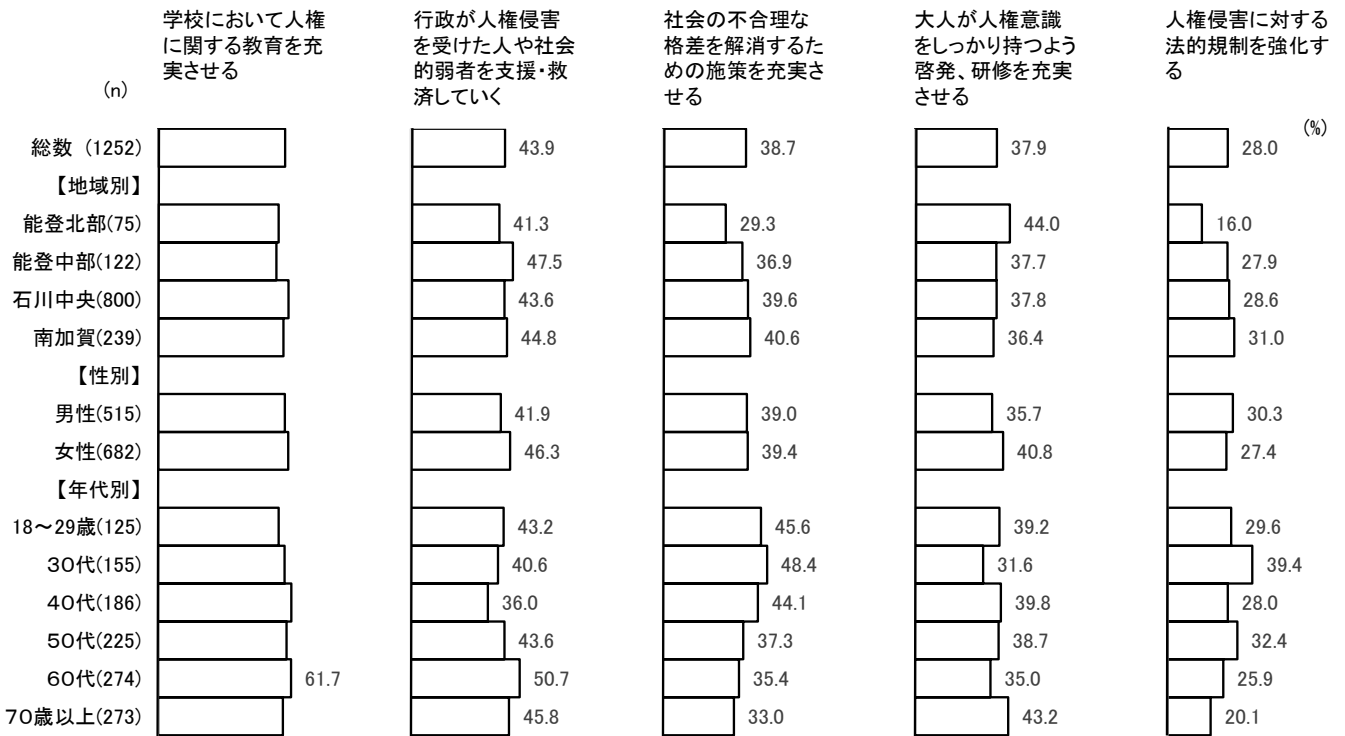 学校において人権
に関する教育を充
実させる
行政が人権侵害
を受けた人や社会
的弱者を支援・救
済していく
社会の不合理な
格差を解消するた
めの施策を充実さ
せる
大人が人権意識
をしっかり持つよう
啓発、研修を充実
させる
人権侵害に対する
法的規制を強化す
る
(n)
(%)
総数 (1252) 43.9 38.7 37.9 28.0
【地域別】
能登北部(75) 41.3 29.3 44.0 16.0
能登中部(122) 47.5 36.9 37.7 27.9
石川中央(800) 43.6 39.6 37.8 28.6
南加賀(239) 44.8 40.6 36.4 31.0
【性別】
男性(515) 41.9 39.0 35.7 30.3
女性(682) 46.3 39.4 40.8 27.4
【年代別】
18～29歳(125) 43.2 45.6 39.2 29.6
30代(155) 40.6 48.4 31.6 39.4
40代(186) 36.0 44.1 39.8 28.0
50代(225) 43.6 37.3 38.7 32.4
60代(274) 61.7 50.7 35.4 35.0 25.9
70歳以上(273) 45.8 33.0 43.2 20.1